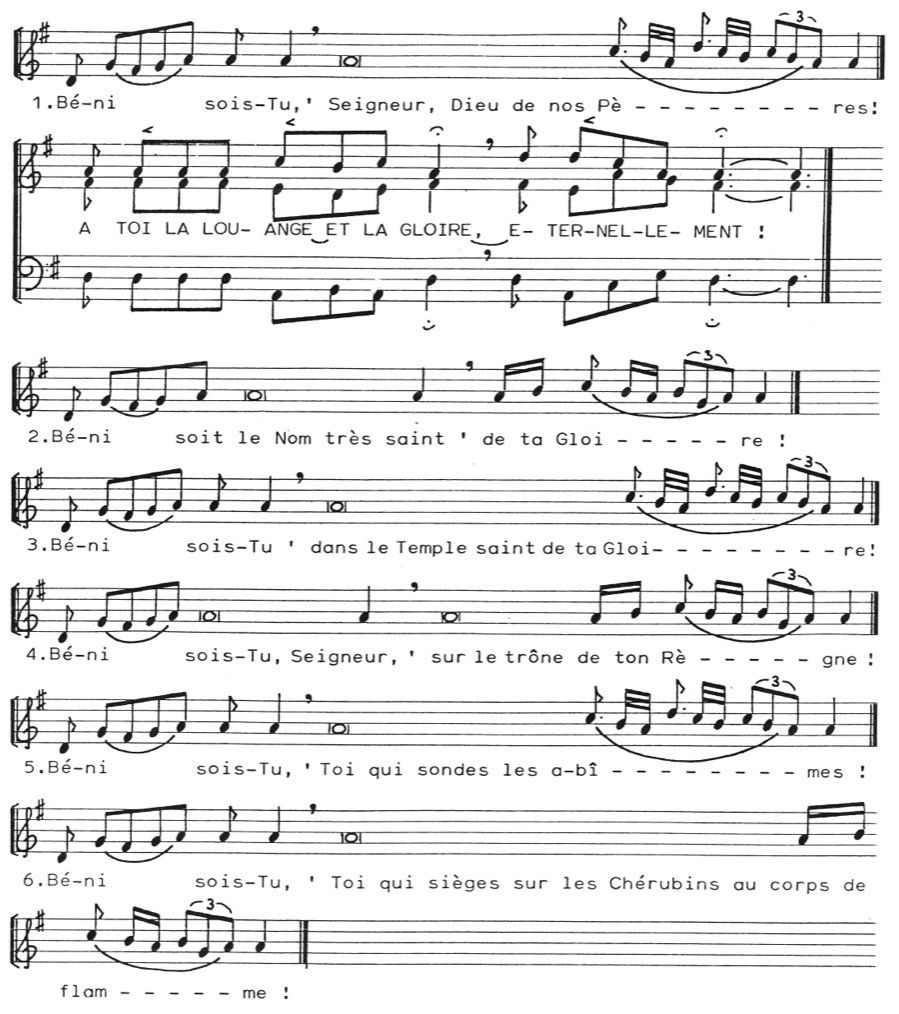 1.Bé-ni sois-Tu,' Seigneur, Dieu de nos Pè - - - - - - - - res!
A TOI LA LOU- ANGE ET LA GLOIRE, E- TER-NEL-LE- MENT !
2.Bé-ni soit le Nom très saint ' de ta Gloi - - - - - re !
3.Bé-ni sois-Tu ' dans le Temple saint de ta Gloi- - - - - - - - - re!
4.Bé-ni sois-Tu, Seigneur, ' sur le trône de ton Rè - - - - - gne !
5.Bé-ni sois-Tu, ' Toi qui sondes les a-bî - - - - - - - - mes !
6.Bé-ni sois-Tu, ' Toi qui sièges sur les Chérubins au corps de
flam - - - - - me !